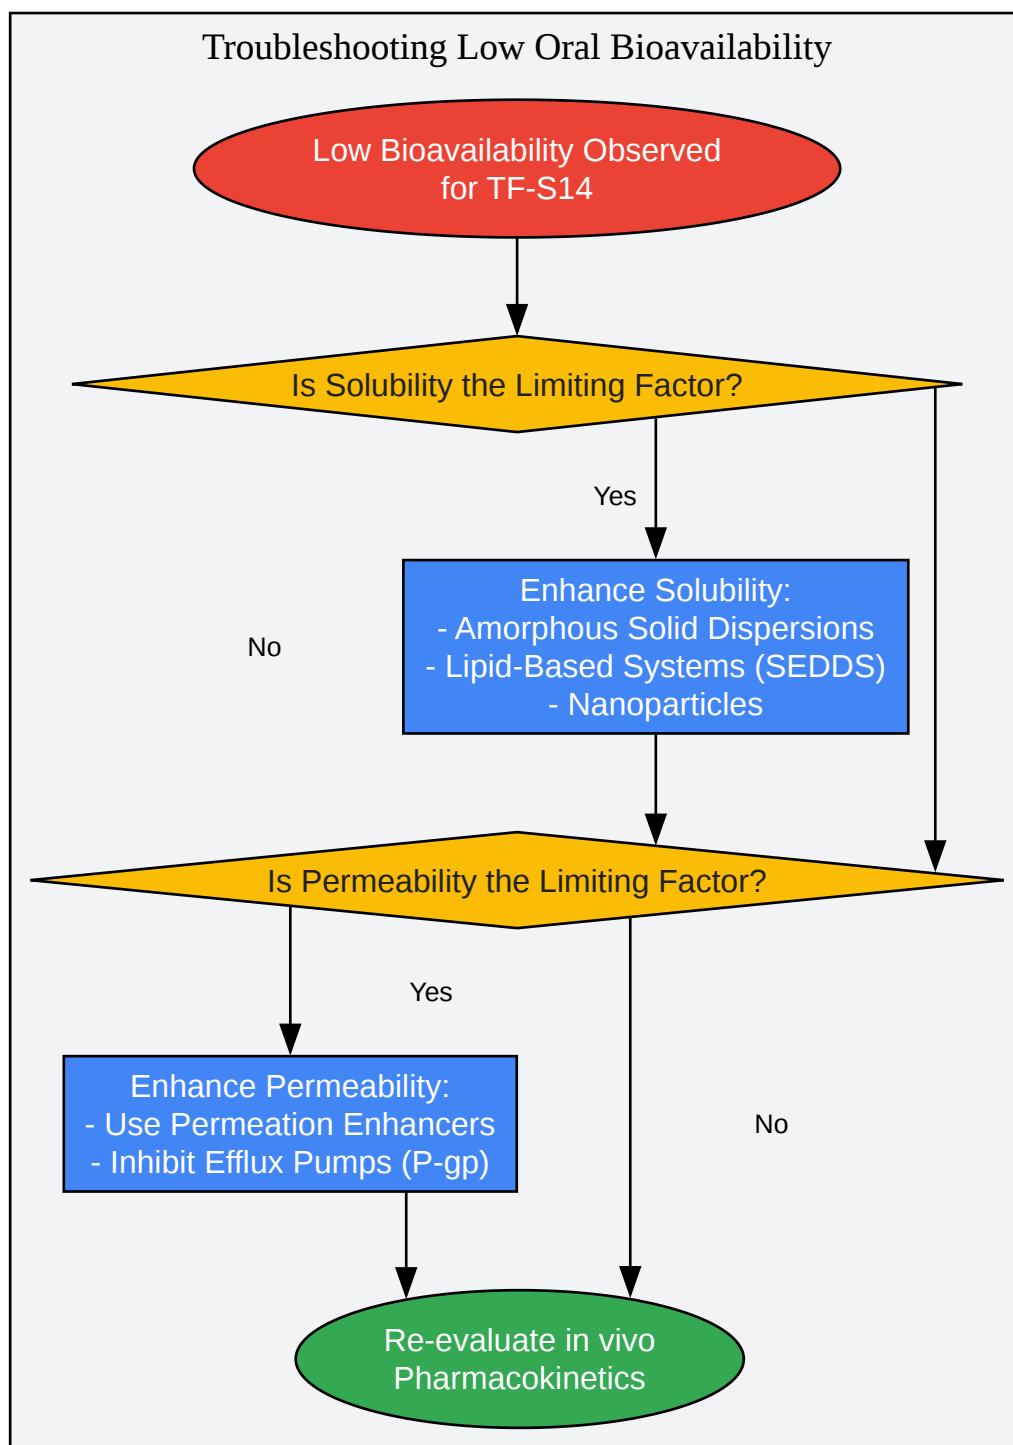 Troubleshooting Low Oral Bioavailability
Low Bioavailability Observed
for TF-S14
Is Solubility the Limiting Factor?
Yes
Enhance Solubility:
- Amorphous Solid Dispersions
- Lipid-Based Systems (SEDDS)
- Nanoparticles
No
Is Permeability the Limiting Factor?
Yes
Enhance Permeability:
- Use Permeation Enhancers
- Inhibit Efflux Pumps (P-gp)
No
Re-evaluate in vivo
Pharmacokinetics